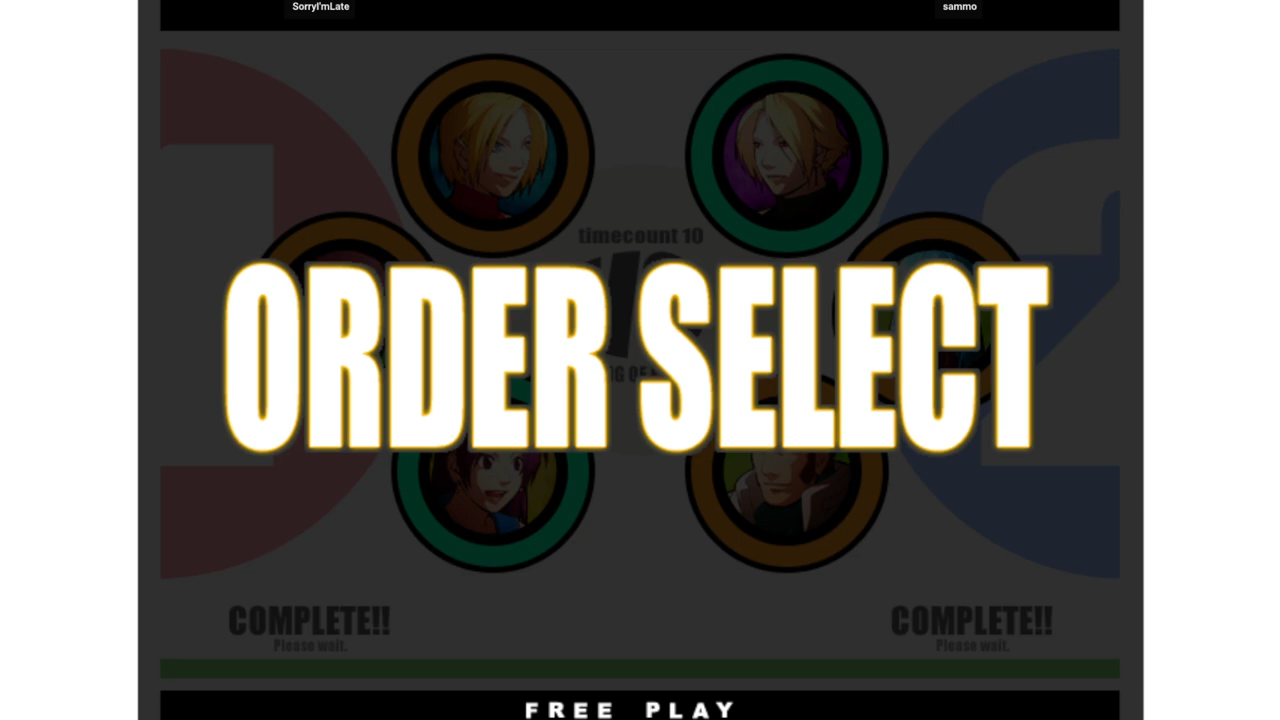 SorryI'mLate
sammo
timecount 10
ORDER SELECT
COMPLETE!!
Please wait.
COMPLETE!!
Please wait.
FREE PLAY